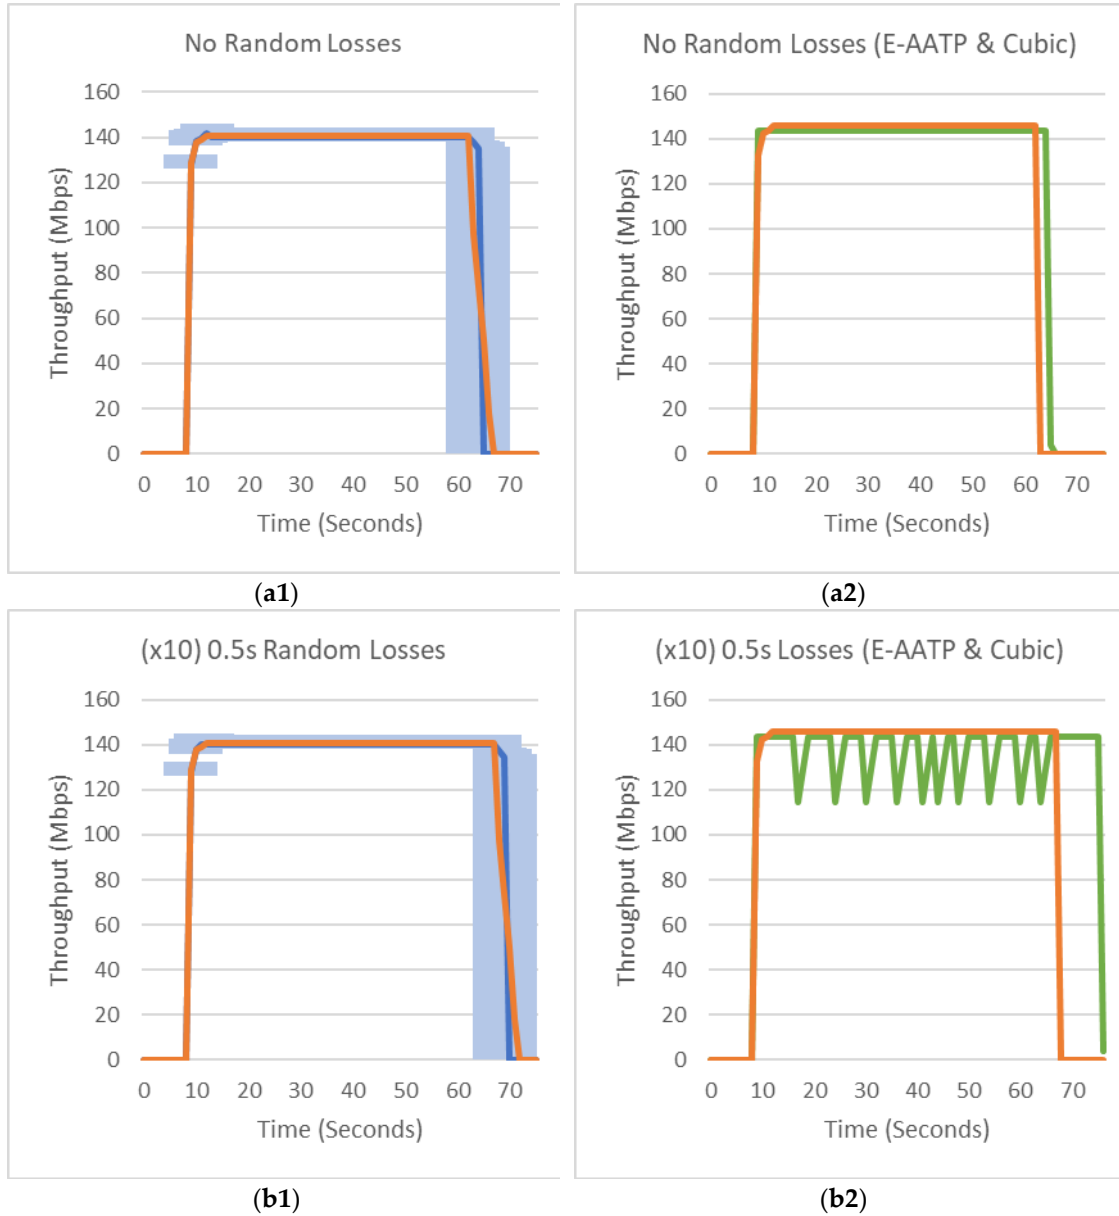 No Random Losses
160
140
120
100
80
60
40
20
0
Throughput (Mbps)
0 10 20 30 40 50 60 70
Time (Seconds)
(a1)
No Random Losses (E-AATP & Cubic)
160
140
120
100
80
60
40
20
0
Throughput (Mbps)
0 10 20 30 40 50 60 70
Time (Seconds)
(a2)
(x10) 0.5s Random Losses
160
140
120
100
80
60
40
20
0
Throughput (Mbps)
0 10 20 30 40 50 60 70
Time (Seconds)
(b1)
(x10) 0.5s Losses (E-AATP & Cubic)
160
140
120
100
80
60
40
20
0
Throughput (Mbps)
0 10 20 30 40 50 60 70
Time (Seconds)
(b2)